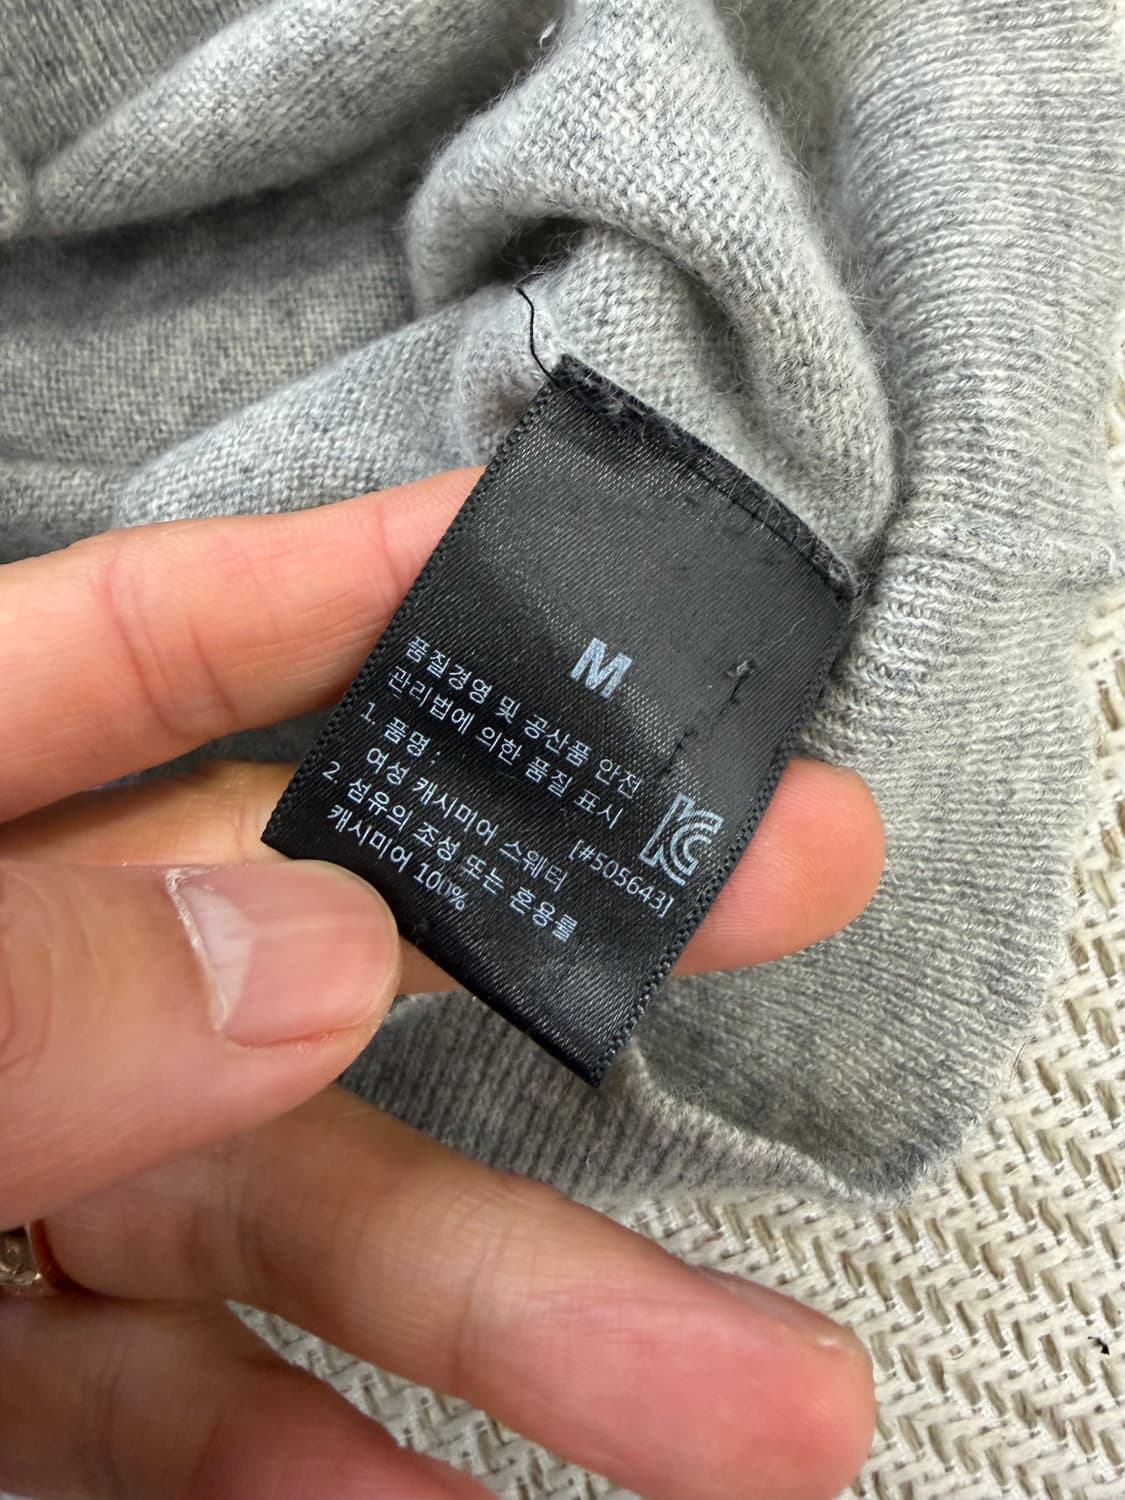 M
품질경영 및 공산품 안전
관리법에 의한 품질 표시
1. 품명 :
여성 캐시미어 스웨터
[#505643]
2. 섬유의 조성 또는 혼용률
캐시미어 100%